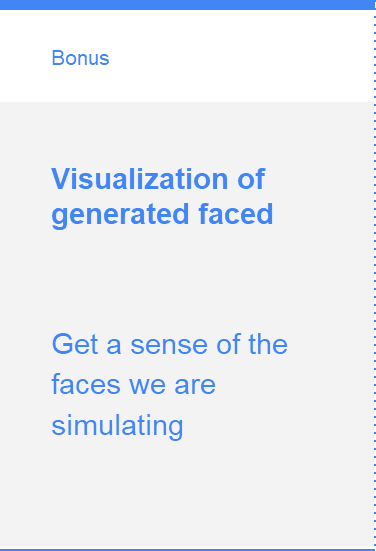 Bonus
Visualization of
generated faced
Get a sense of the
faces we are
simulating